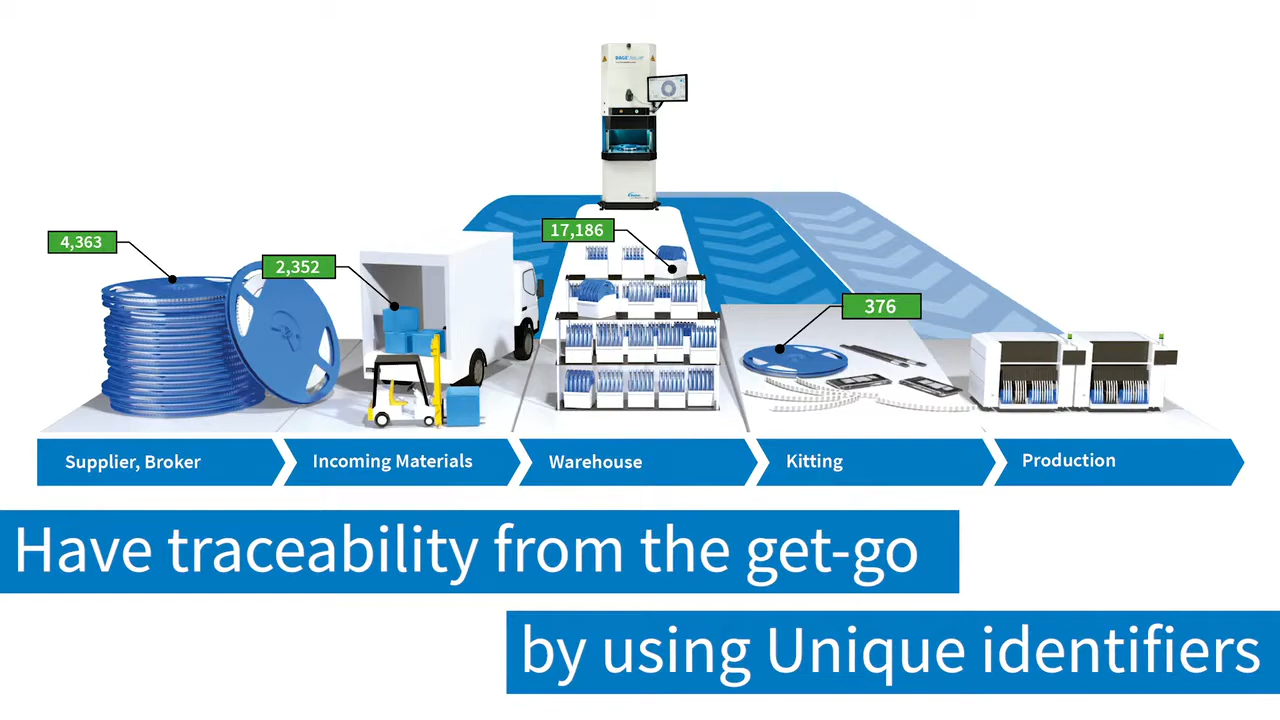 4,363
2,352
17,186
376
Supplier, Broker
Incoming Materials
Warehouse
Kitting
Production
Have traceability from the get-go
by using Unique identifiers